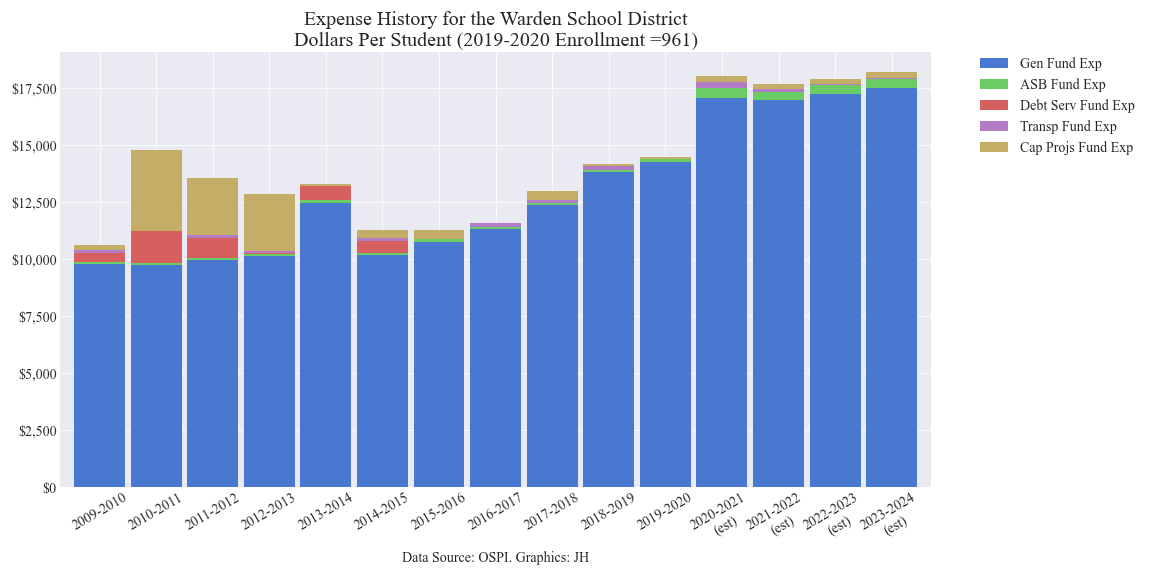 Expense History for the Warden School District
Dollars Per Student (2019-2020 Enrollment =961)
Gen Fund Exp
ASB Fund Exp
Debt Serv Fund Exp
Transp Fund Exp
Cap Projs Fund Exp
$17,500
$15,000
$12,500
$10,000
$7,500
$5,000
$2,500
$0
2009-2010
2010-2011
2011-2012
2012-2013
2013-2014
2014-2015
2015-2016
2016-2017
2017-2018
2018-2019
2019-2020
2020-2021
(est)
2021-2022
(est)
2022-2023
(est)
2023-2024
(est)
Data Source: OSPI. Graphics: JH